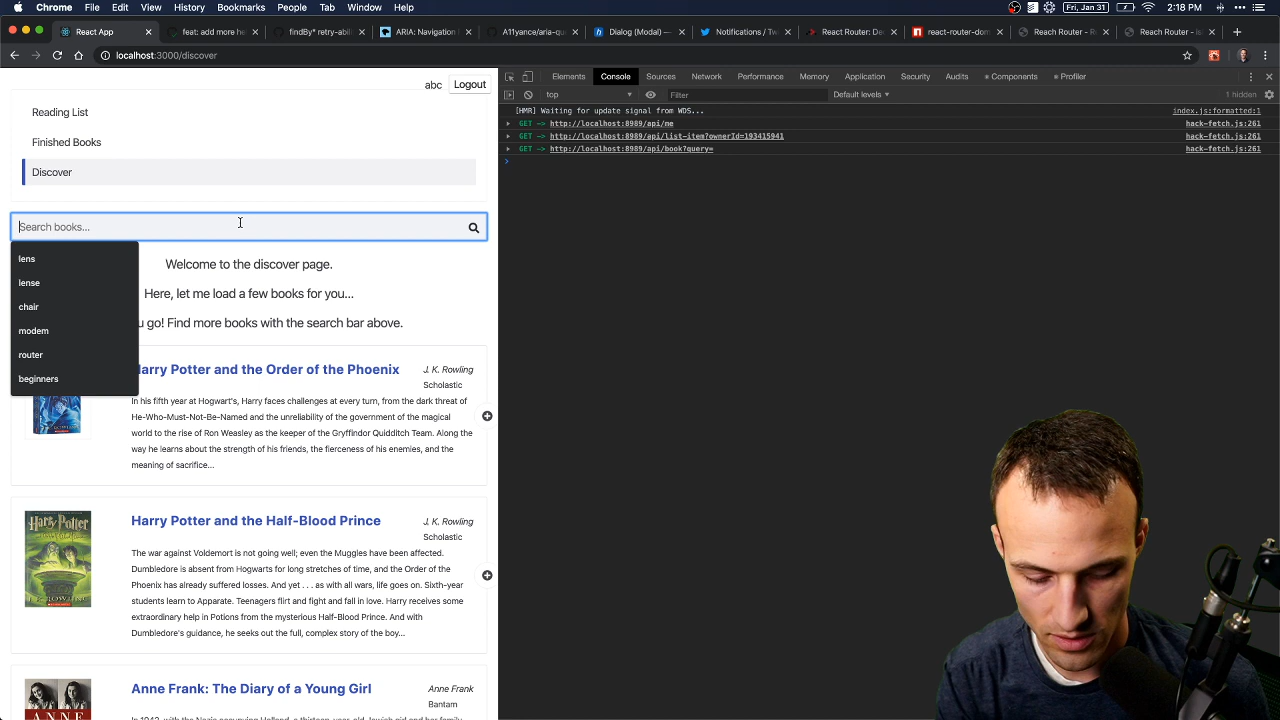 Chrome File Edit View History Bookmarks People Tab Window Help Fri, Jan 31 2:18 PM
React App feat: add more he findBy* retry-abil ARIA: Navigation A11yance/aria-qu Dialog (Modal) — Notifications / Tw React Router: De react-router-dom Reach Router - R Reach Router - is
localhost:3000/discover
abc Logout
Reading List
Finished Books
Discover
Search books...
lens
lense
chair
modem
router
beginners
Welcome to the discover page.
Here, let me load a few books for you...
u go! Find more books with the search bar above.
Harry Potter and the Order of the Phoenix
J. K. Rowling
Scholastic
In his fifth year at Hogwart's, Harry faces challenges at every turn, from the dark threat of
He-Who-Must-Not-Be-Named and the unreliability of the government of the magical
world to the rise of Ron Weasley as the keeper of the Gryffindor Quidditch Team. Along the
way he learns about the strength of his friends, the fierceness of his enemies, and the
meaning of sacrifice...
Harry Potter and the Half-Blood Prince
J. K. Rowling
Scholastic
The war against Voldemort is not going well; even the Muggles have been affected.
Dumbledore is absent from Hogwarts for long stretches of time, and the Order of the
Phoenix has already suffered losses. And yet . . . as with all wars, life goes on. Sixth-year
students learn to Apparate. Teenagers flirt and fight and fall in love. Harry receives some
extraordinary help in Potions from the mysterious Half-Blood Prince. And with
Dumbledore's guidance, he seeks out the full, complex story of the boy...
Anne Frank: The Diary of a Young Girl
Anne Frank
Bantam
Elements Console Sources Network Performance Memory Application Security Audits Components Profiler
top Filter Default levels 1 hidden
[HMR] Waiting for update signal from WDS... index.js:formatted:1
GET -> http://localhost:8989/api/me hack-fetch.js:261
GET -> http://localhost:8989/api/list-item?ownerId=193415941 hack-fetch.js:261
GET -> http://localhost:8989/api/book?query= hack-fetch.js:261